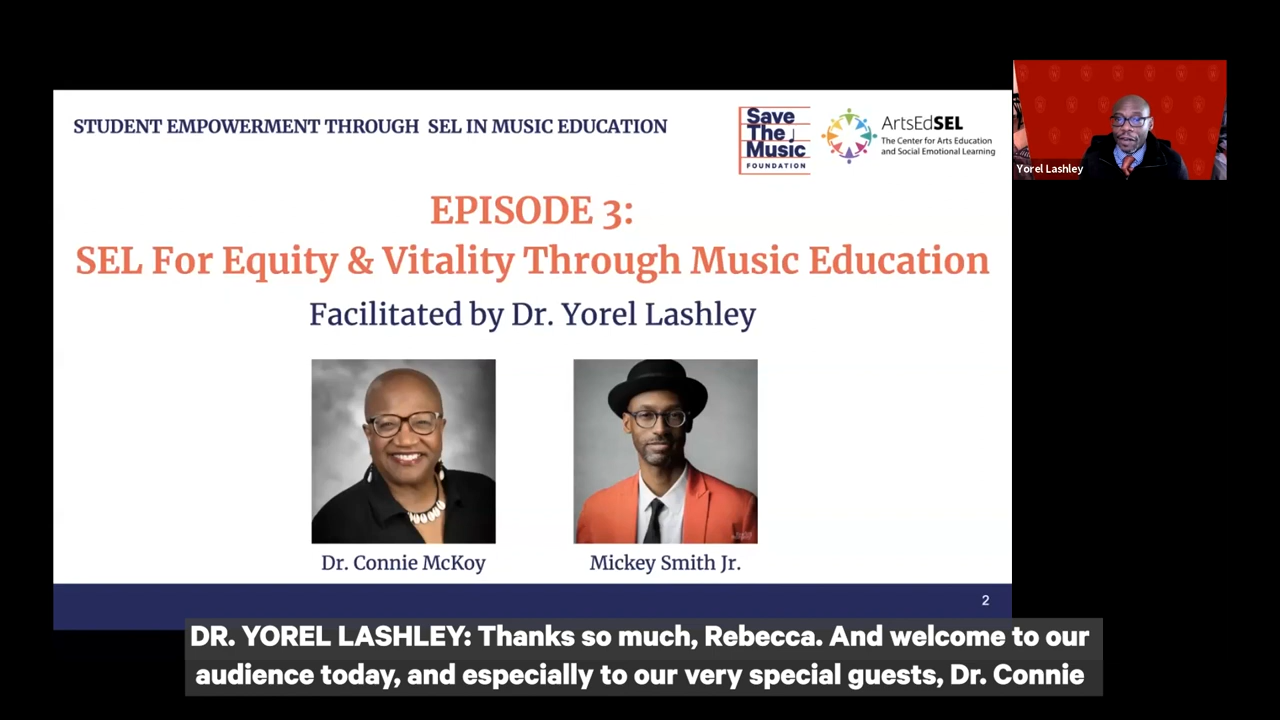 STUDENT EMPOWERMENT THROUGH SEL IN MUSIC EDUCATION
Save
The
Music
FOUNDATION
ArtsEdSEL
The Center for Arts Education
and Social Emotional Learning
Yorel Lashley
EPISODE 3:
SEL For Equity & Vitality Through Music Education
Facilitated by Dr. Yorel Lashley
Dr. Connie McKoy
Mickey Smith Jr.
2
DR. YOREL LASHLEY: Thanks so much, Rebecca. And welcome to our
audience today, and especially to our very special guests, Dr. Connie